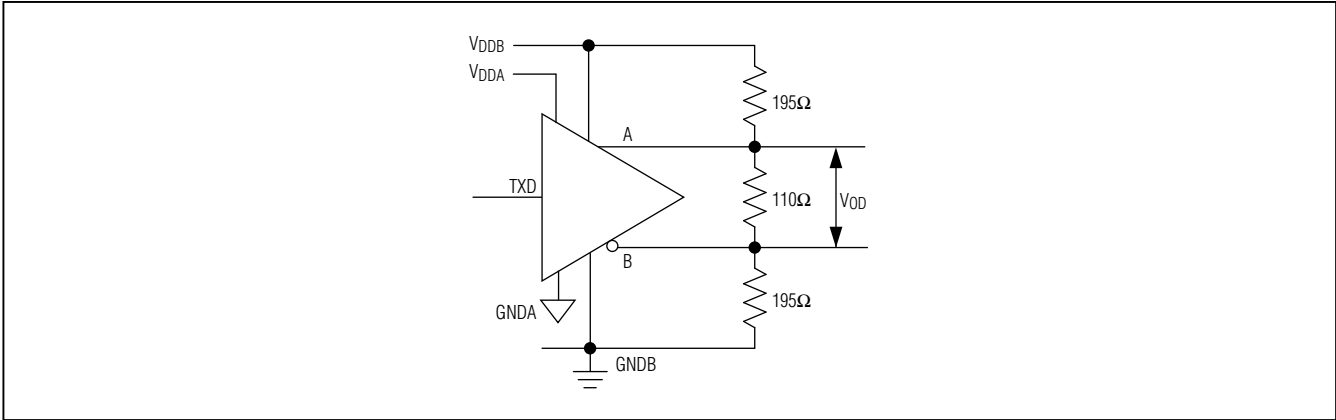 VDDB
VDDA
195Ω
A
TXD
110Ω
VOD
B
195Ω
GNDA
GNDB